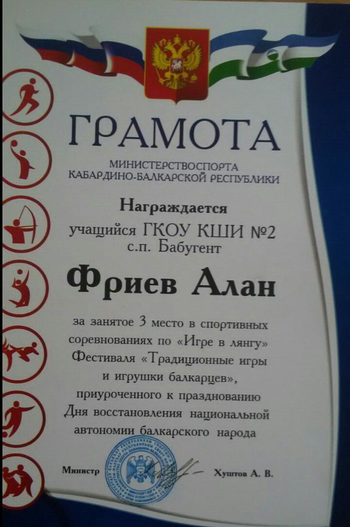 ГРАМОТА
МИНИСТЕРСТВОСПОРТА
КАБАРДИНО-БАЛКАРСКОЙ РЕСПУБЛИКИ
Награждается
учащийся ГКОУ КШИ №2
с.п. Бабугент
Фриев Алан
за занятое 3 место в спортивных
соревнованиях по «Игре в лянгу»
Фестиваля «Традиционные игры
и игрушки балкарцев»,
приуроченного к празднованию
Дня восстановления национальной
автономии балкарского народа
Министр Хуштов А. В.